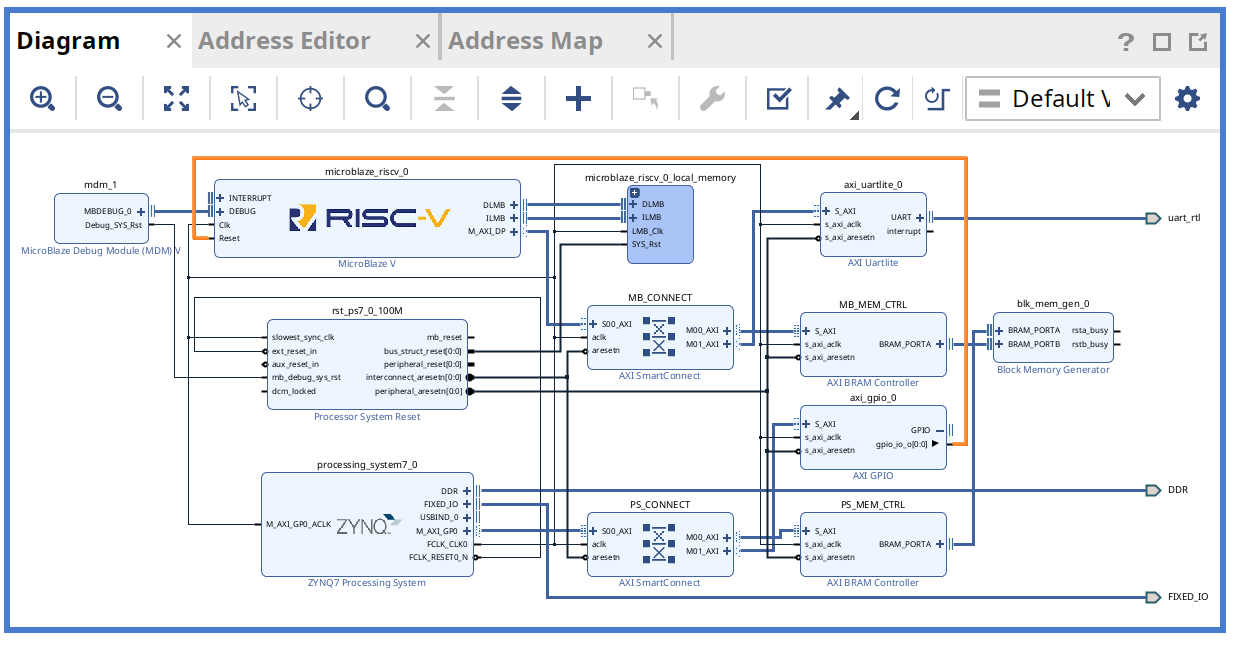 Diagram
Address Editor
Address Map
?
Default V
mdm_1
MBDEBUG_0
Debug_SYS_Rst
MicroBlaze Debug Module (MDM) V
microblaze_riscv_0
INTERRUPT
DEBUG
Clk
Reset
RISC-V
DLMB
ILMB
M_AXI_DP
MicroBlaze V
microblaze_riscv_0_local_memory
DLMB
ILMB
LMB_Clk
SYS_Rst
axi_uartlite_0
S_AXI
s_axi_aclk
s_axi_aresetn
UART
interrupt
AXI Uartlite
uart_rtl
rst_ps7_0_100M
slowest_sync_clk
ext_reset_in
aux_reset_in
mb_debug_sys_rst
dcm_locked
mb_reset
bus_struct_reset[0:0]
peripheral_reset[0:0]
interconnect_aresetn[0:0]
peripheral_aresetn[0:0]
Processor System Reset
MB_CONNECT
S00_AXI
aclk
aresetn
M00_AXI
M01_AXI
AXI SmartConnect
MB_MEM_CTRL
S_AXI
s_axi_aclk
s_axi_aresetn
BRAM_PORTA
AXI BRAM Controller
blk_mem_gen_0
BRAM_PORTA
BRAM_PORTB
rsta_busy
rstb_busy
Block Memory Generator
axi_gpio_0
S_AXI
s_axi_aclk
s_axi_aresetn
GPIO
gpio_io_o[0:0]
AXI GPIO
processing_system7_0
M_AXI_GP0_ACLK
ZYNQ
DDR
FIXED_IO
USBIND_0
M_AXI_GP0
FCLK_CLK0
FCLK_RESET0_N
ZYNQ7 Processing System
PS_CONNECT
S00_AXI
aclk
aresetn
M00_AXI
M01_AXI
AXI SmartConnect
PS_MEM_CTRL
S_AXI
s_axi_aclk
s_axi_aresetn
BRAM_PORTA
AXI BRAM Controller
DDR
FIXED_IO